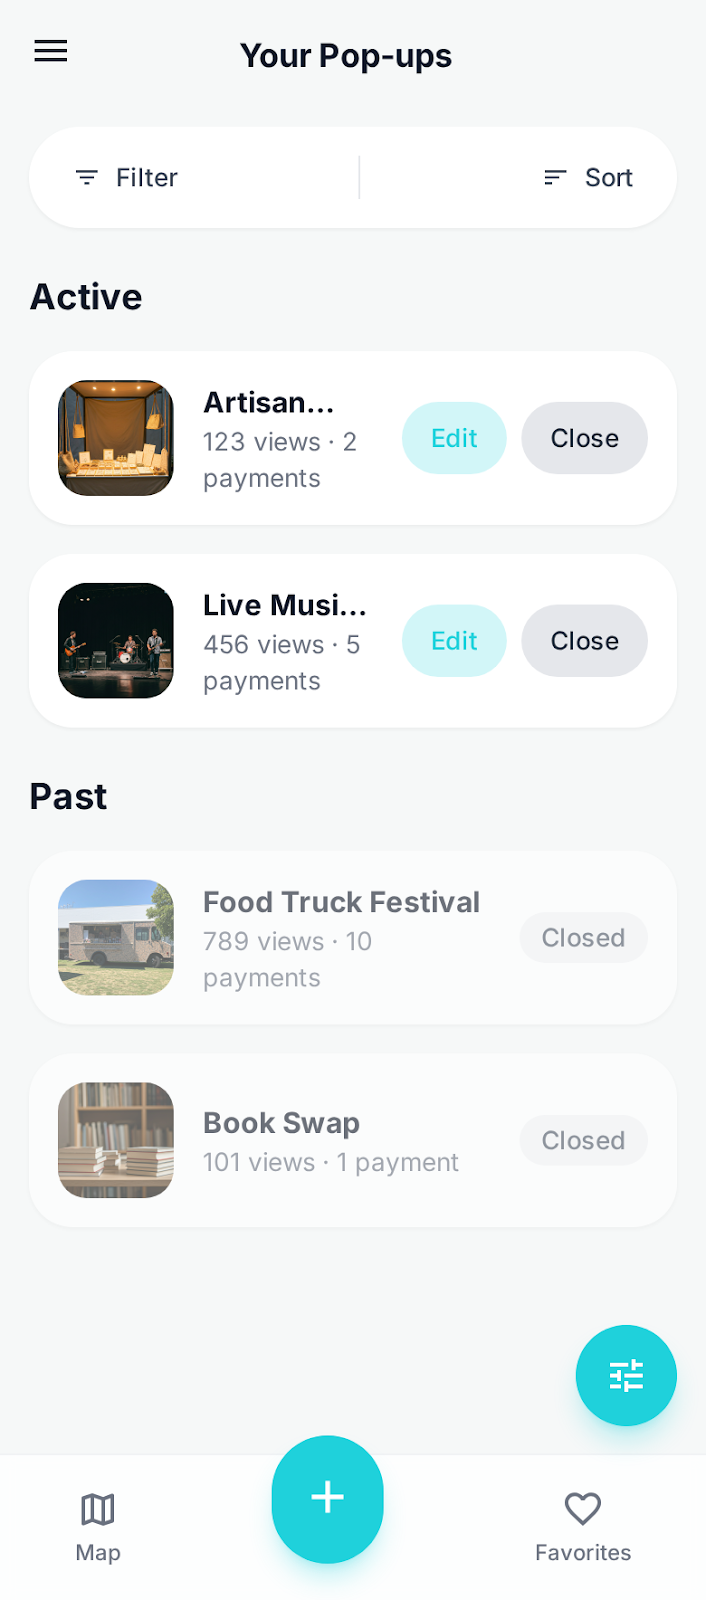 Your Pop-ups
Filter
Sort
Active
Artisan...
123 views · 2
payments
Edit
Close
Live Musi...
456 views · 5
payments
Edit
Close
Past
Food Truck Festival
789 views · 10
payments
Closed
Book Swap
101 views · 1 payment
Closed
Map
Favorites